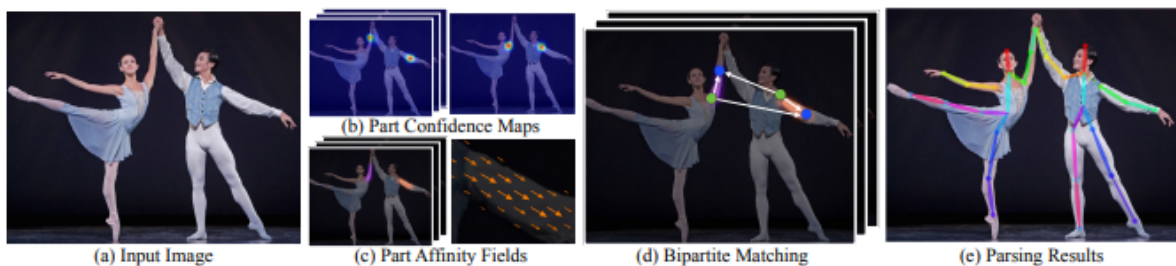 (a) Input Image
(b) Part Confidence Maps
(c) Part Affinity Fields
(d) Bipartite Matching
(e) Parsing Results